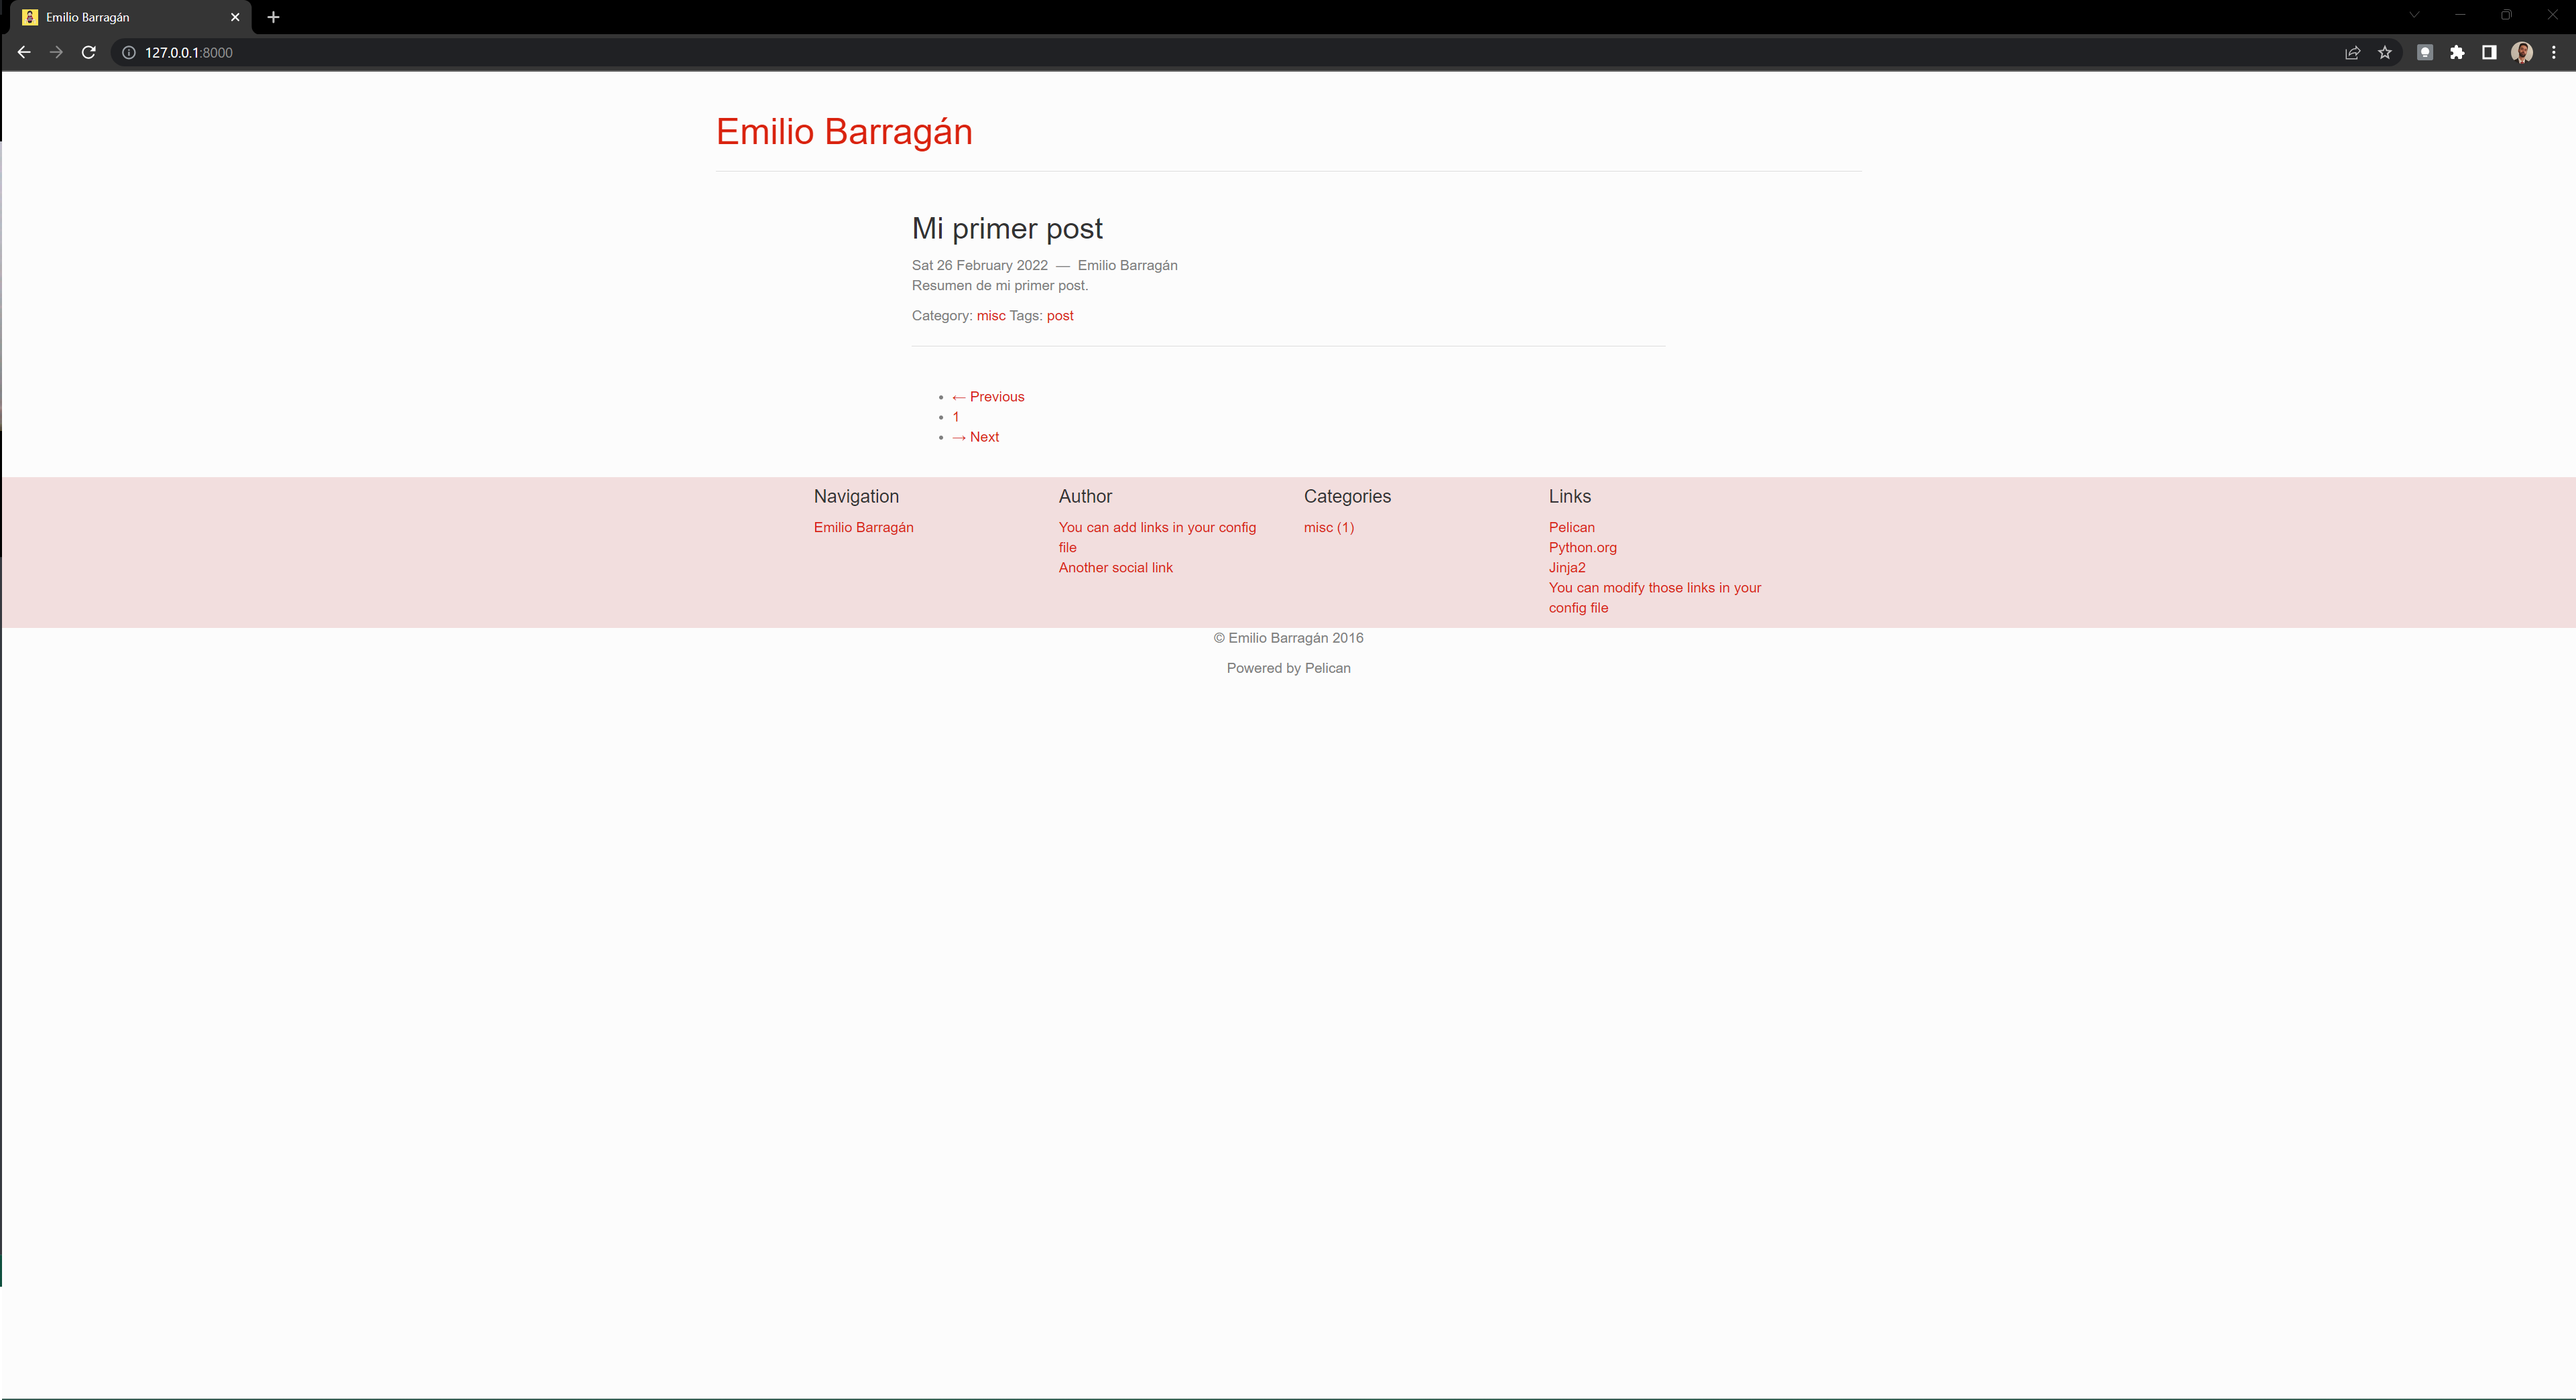 Emilio Barragán
127.0.0.1:8000
Emilio Barragán
Mi primer post
Sat 26 February 2022 — Emilio Barragán
Resumen de mi primer post.
Category: misc Tags: post
← Previous
1
→ Next
Navigation
Emilio Barragán
Author
You can add links in your config
file
Another social link
Categories
misc (1)
Links
Pelican
Python.org
Jinja2
You can modify those links in your
config file
© Emilio Barragán 2016
Powered by Pelican